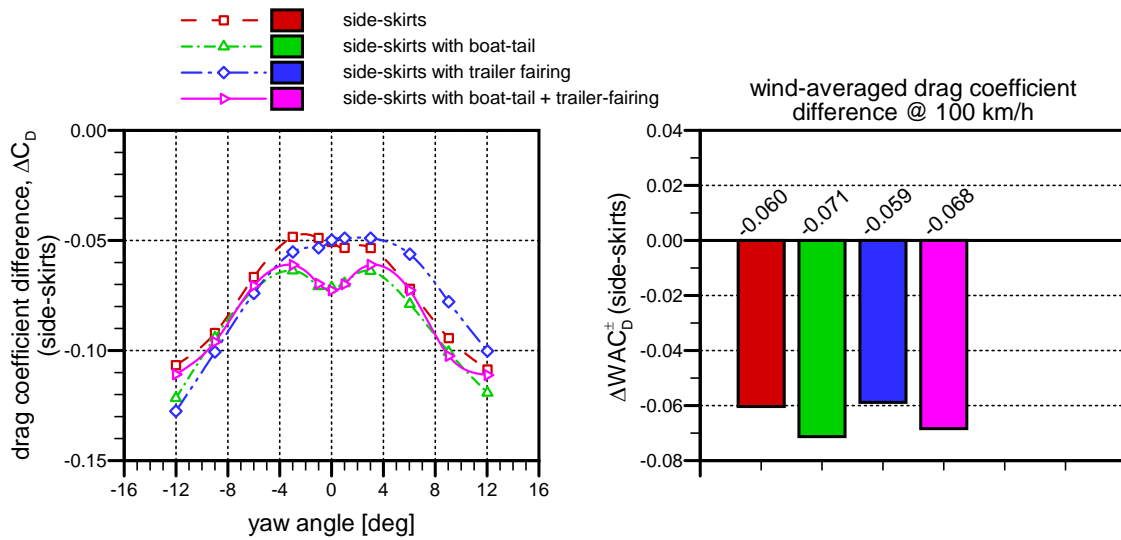 side-skirts
side-skirts with boat-tail
side-skirts with trailer fairing
side-skirts with boat-tail + trailer-fairing
drag coefficient difference, ΔC_D
(side-skirts)
0.00
-0.05
-0.10
-0.15
-16 -12 -8 -4 0 4 8 12 16
yaw angle [deg]
wind-averaged drag coefficient
difference @ 100 km/h
ΔWAC_D^± (side-skirts)
0.04
0.02
0.00
-0.02
-0.04
-0.06
-0.08
-0.060 -0.071 -0.059 -0.068